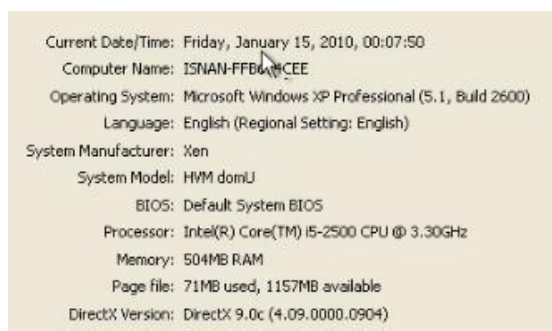 Current Date/Time: Friday, January 15, 2010, 00:07:50
Computer Name:
Operating System: Microsoft Windows XP Professional (5.1, Build 2600)
Language: English (Regional Setting: English)
System Manufacturer: Xen
System Model: HVM domU
BIOS: Default System BIOS
Processor: Intel(R) Core(TM) i5-2500 CPU @ 3.30GHz
Memory: 504MB RAM
Page file: 71MB used, 1157MB available
DirectX Version: DirectX 9.0c (4.09.0000.0904)